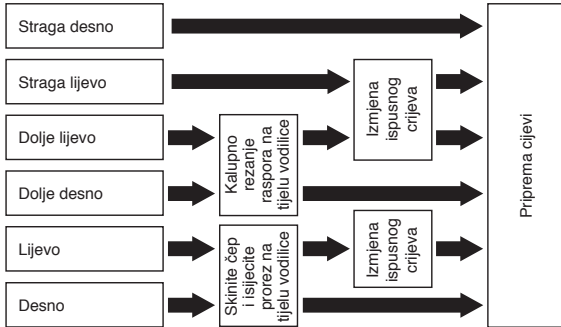 Straga desno
Straga lijevo
Dolje lijevo
Dolje desno
Lijevo
Desno
Kalupno
rezanje
raspora na
tijelu vodilice
Skinite čep
i isijecite
prorez na
tijelu vodilice
Izmjena
ispusnog
crijeva
Izmjena
ispusnog
crijeva
Priprema cijevi